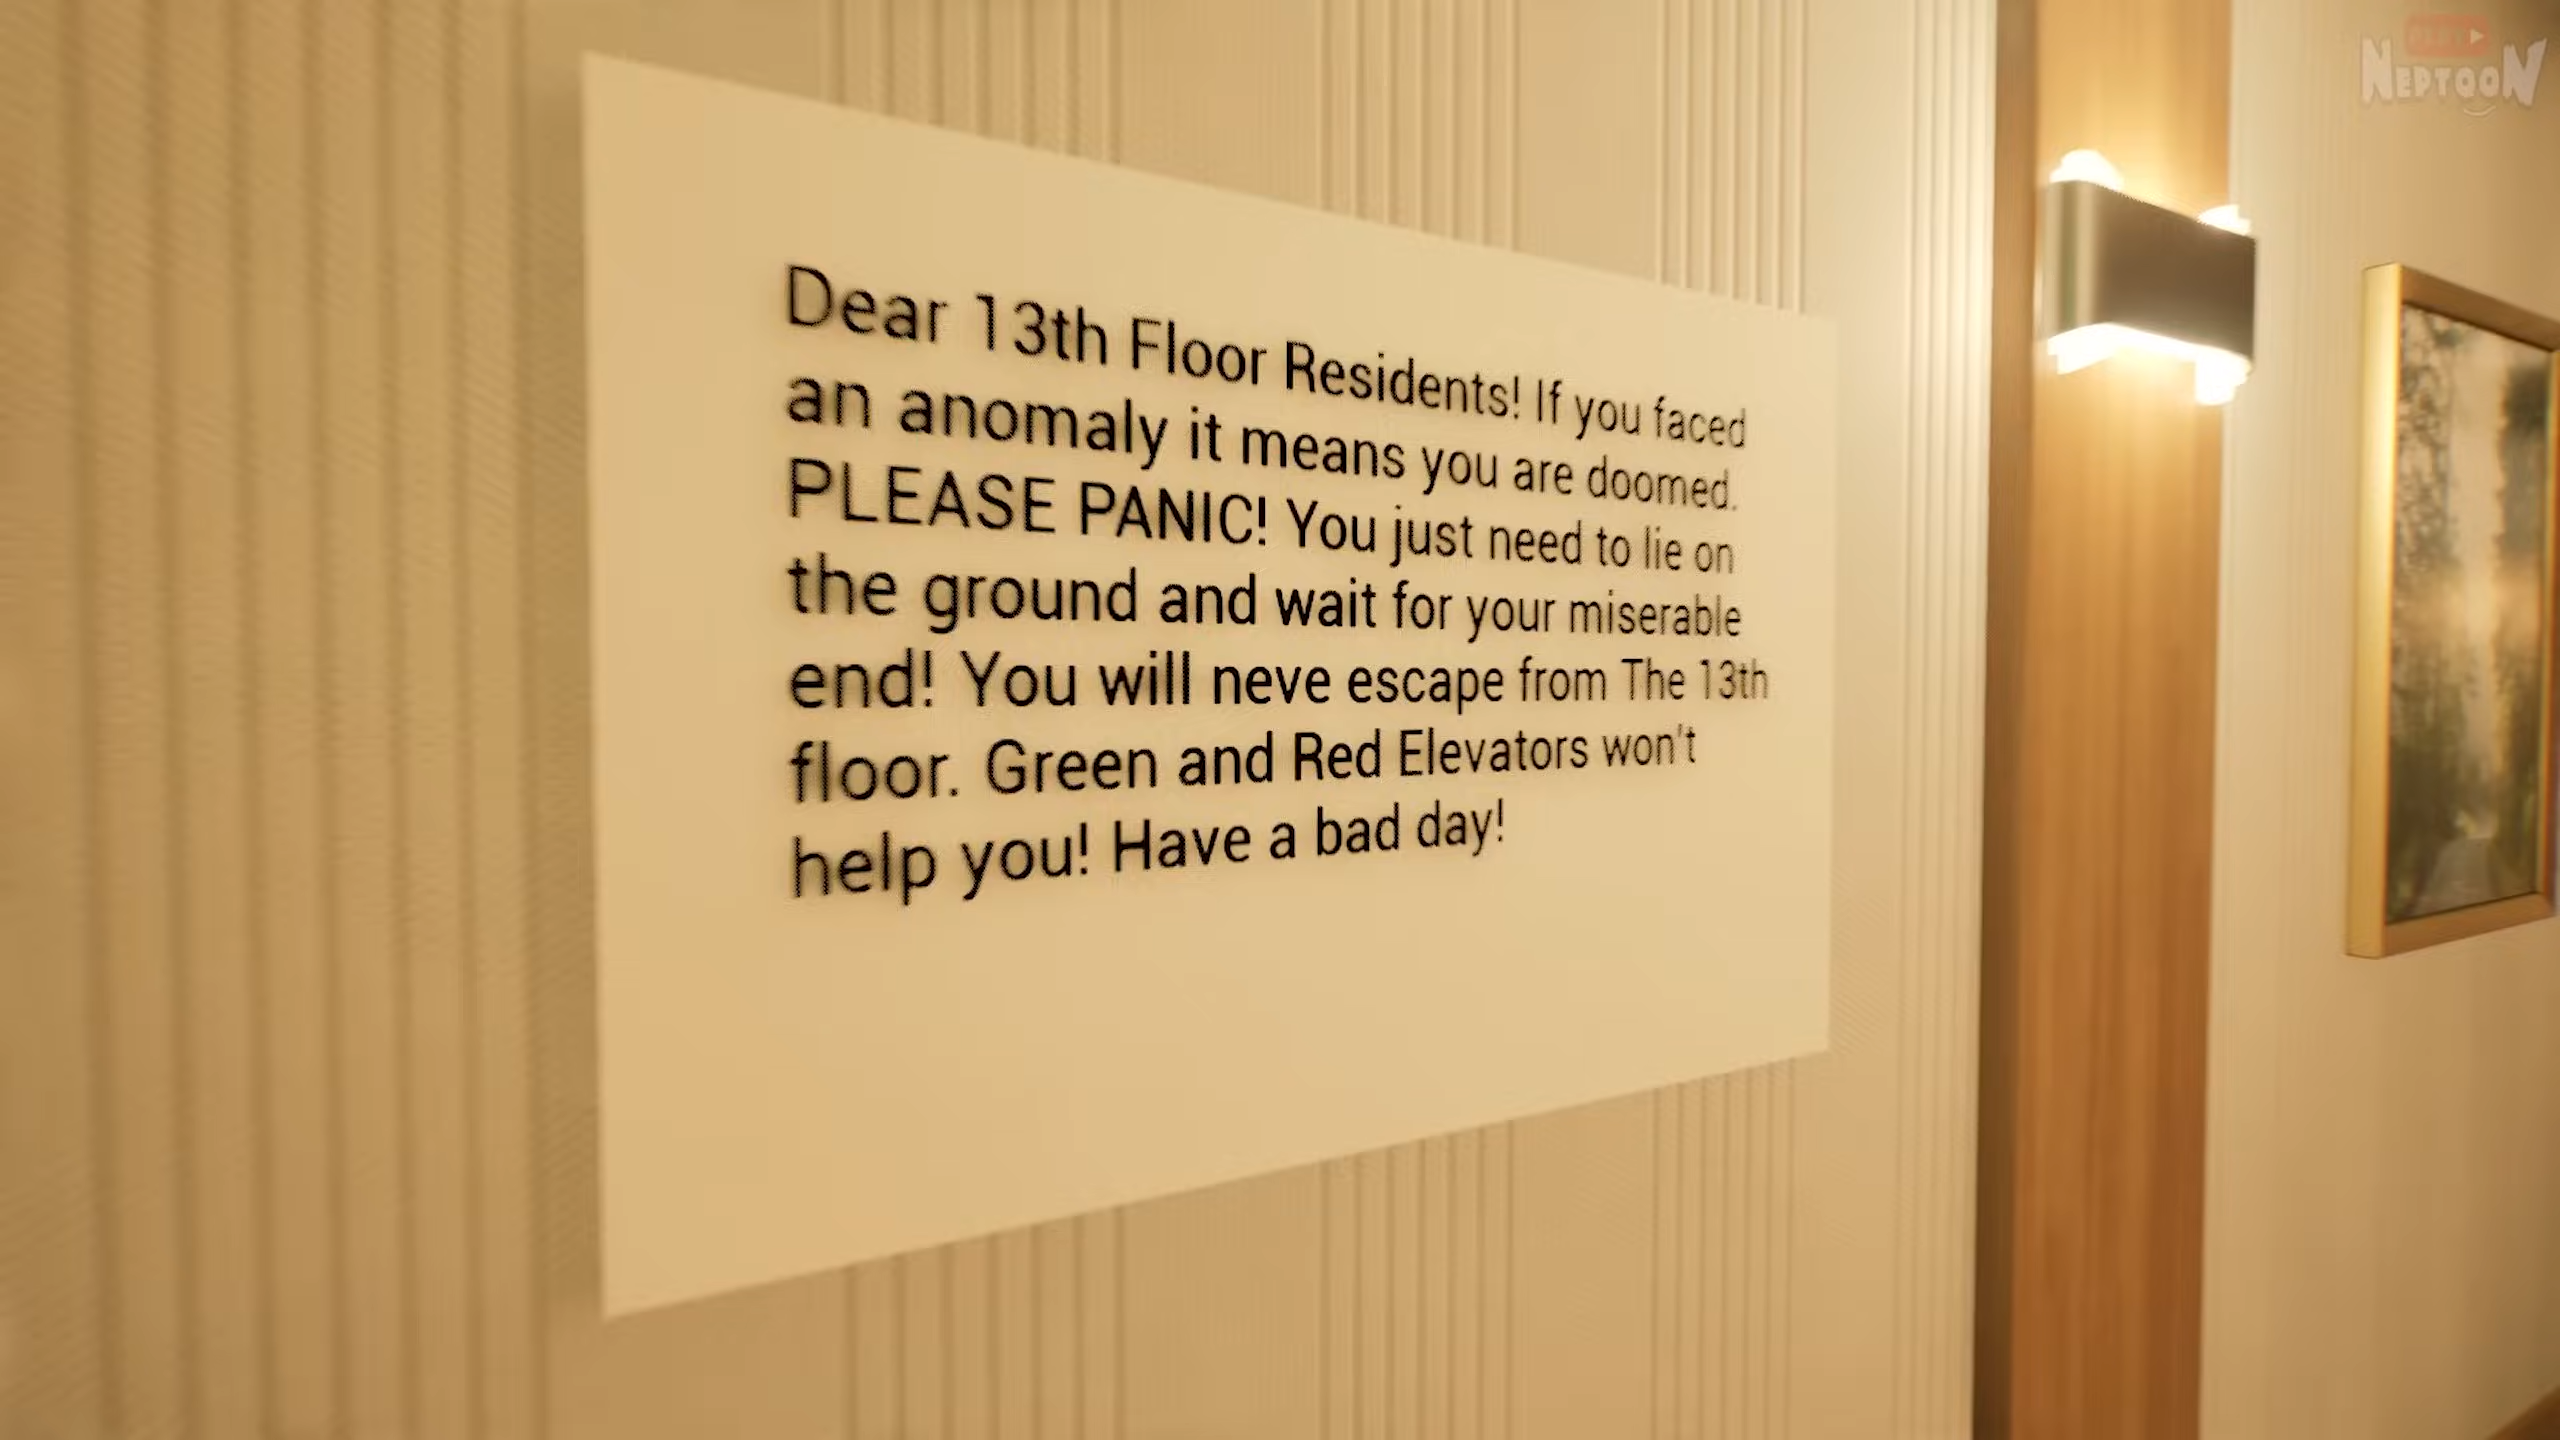 NEPTOON
Dear 13th Floor Residents! If you faced
an anomaly it means you are doomed.
PLEASE PANIC! You just need to lie on
the ground and wait for your miserable
end! You will neve escape from The 13th
floor. Green and Red Elevators won't
help you! Have a bad day!